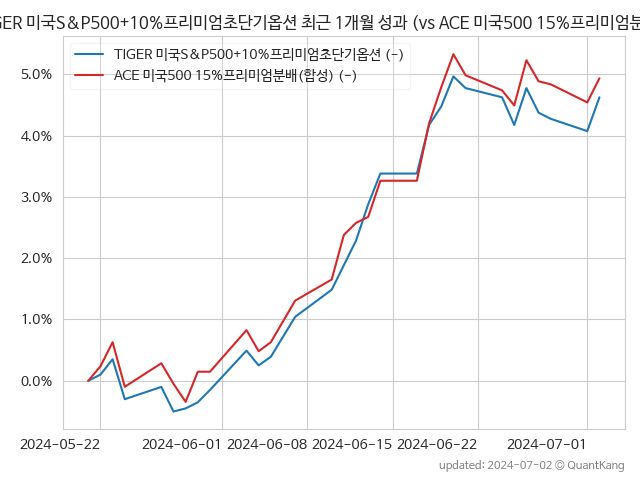 GER 미국S&P500+10%프리미엄초단기옵션 최근 1개월 성과 (vs ACE 미국500 15%프리미엄분
TIGER 미국S&P500+10%프리미엄초단기옵션 (-)
ACE 미국500 15%프리미엄분배(합성) (-)
5.0%
4.0%
3.0%
2.0%
1.0%
0.0%
2024-05-22 2024-06-01 2024-06-08 2024-06-15 2024-06-22 2024-07-01
updated: 2024-07-02 © QuantKang